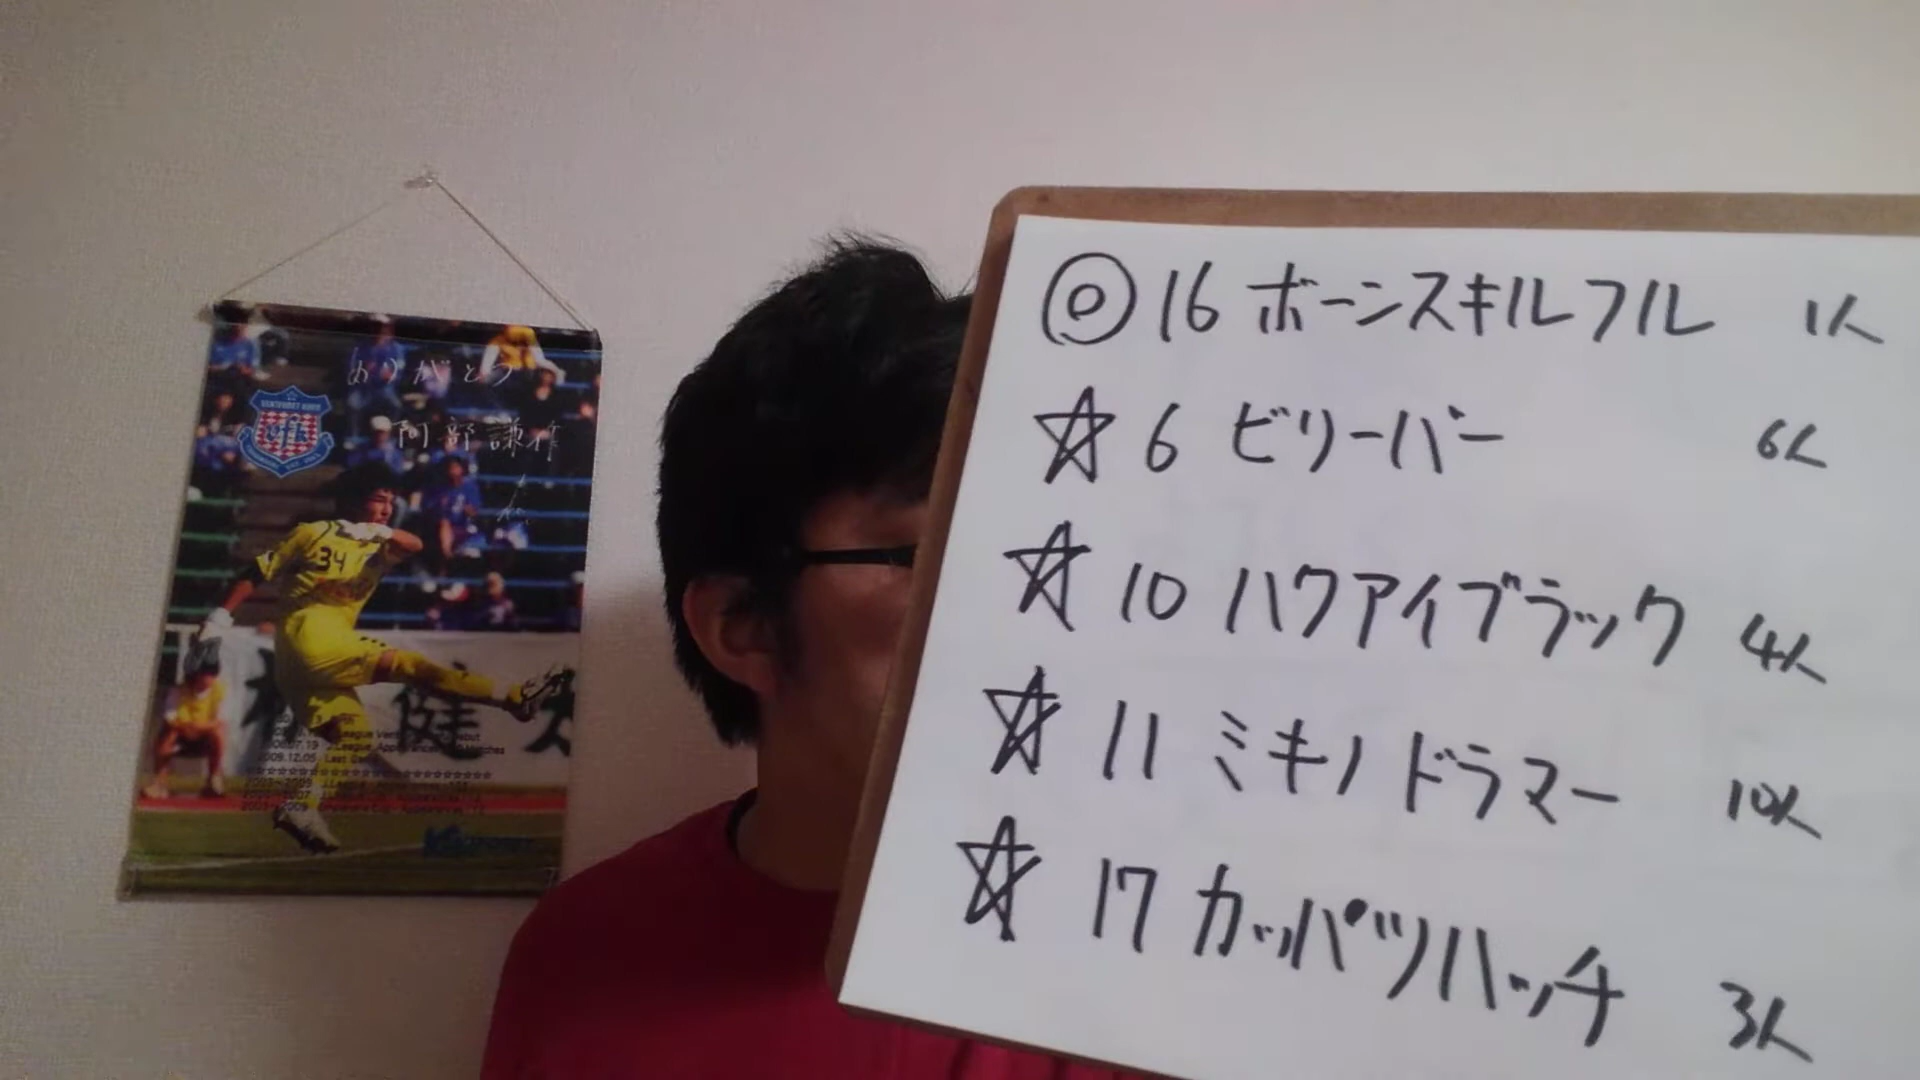 ありがとう
阿部謙作
34
◎ 16 ボーンスキルフル 1人
☆ 6 ビリーバー 6人
☆ 10 ハクアイブラック 4人
☆ 11 ミキノドラマー 10人
☆ 17 カッパツハッチ 3人